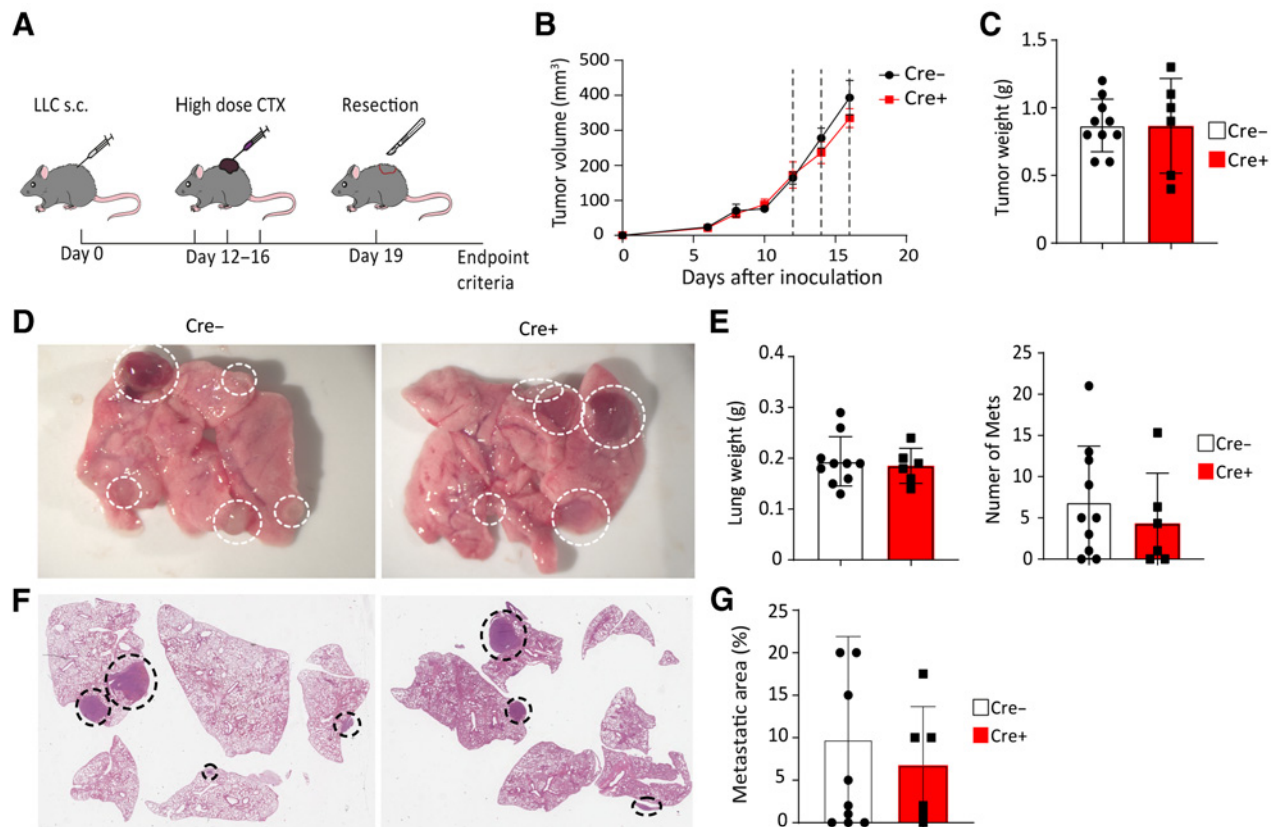 A
LLC s.c.
High dose CTX
Resection
Day 0
Day 12–16
Day 19
Endpoint
criteria
B
Tumor volume (mm³)
500
400
300
200
100
0
0
5
10
15
20
Days after inoculation
Cre–
Cre+
C
Tumor weight (g)
1.5
1.0
0.5
0
Cre–
Cre+
D
Cre–
Cre+
E
Lung weight (g)
0.4
0.3
0.2
0.1
0
Numer of Mets
25
20
15
10
5
0
Cre–
Cre+
F
G
Metastatic area (%)
25
20
15
10
5
0
Cre–
Cre+